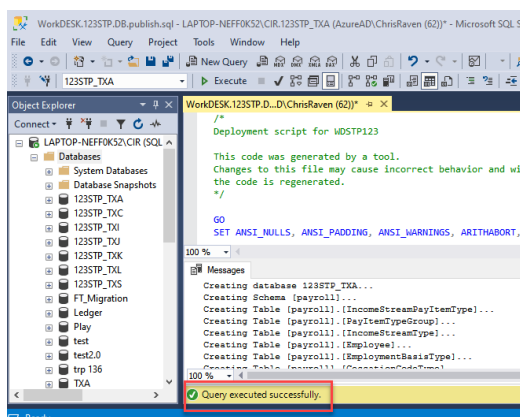 WorkDESK.123STP.DB.publish.sql - LAPTOP-NEFF0K52\CIR.123STP_TXA (AzureAD\ChrisRaven (62))* - Microsoft SQL S
File Edit View Query Project Tools Window Help
New Query
123STP_TXA Execute
Object Explorer
Connect
LAPTOP-NEFF0K52\CIR (SQL
Databases
System Databases
Database Snapshots
123STP_TXA
123STP_TXC
123STP_TXI
123STP_TXJ
123STP_TXK
123STP_TXL
123STP_TXS
FT_Migration
Ledger
Play
test
test2.0
trp 136
TXA
WorkDESK.123STP.D...D\ChrisRaven (62))*
/*
Deployment script for WDSTP123
This code was generated by a tool.
Changes to this file may cause incorrect behavior and wi
the code is regenerated.
*/
GO
SET ANSI_NULLS, ANSI_PADDING, ANSI_WARNINGS, ARITHABORT,
100 %
Messages
Creating database 123STP_TXA...
Creating Schema [payroll]...
Creating Table [payroll].[IncomeStreamPayItemType]...
Creating Table [payroll].[PayItemTypeGroup]...
Creating Table [payroll].[IncomeStreamType]...
Creating Table [payroll].[Employee]...
Creating Table [payroll].[EmploymentBasisType]...
Creating Table [payroll].[CessationCodeType]
100 %
Query executed successfully.